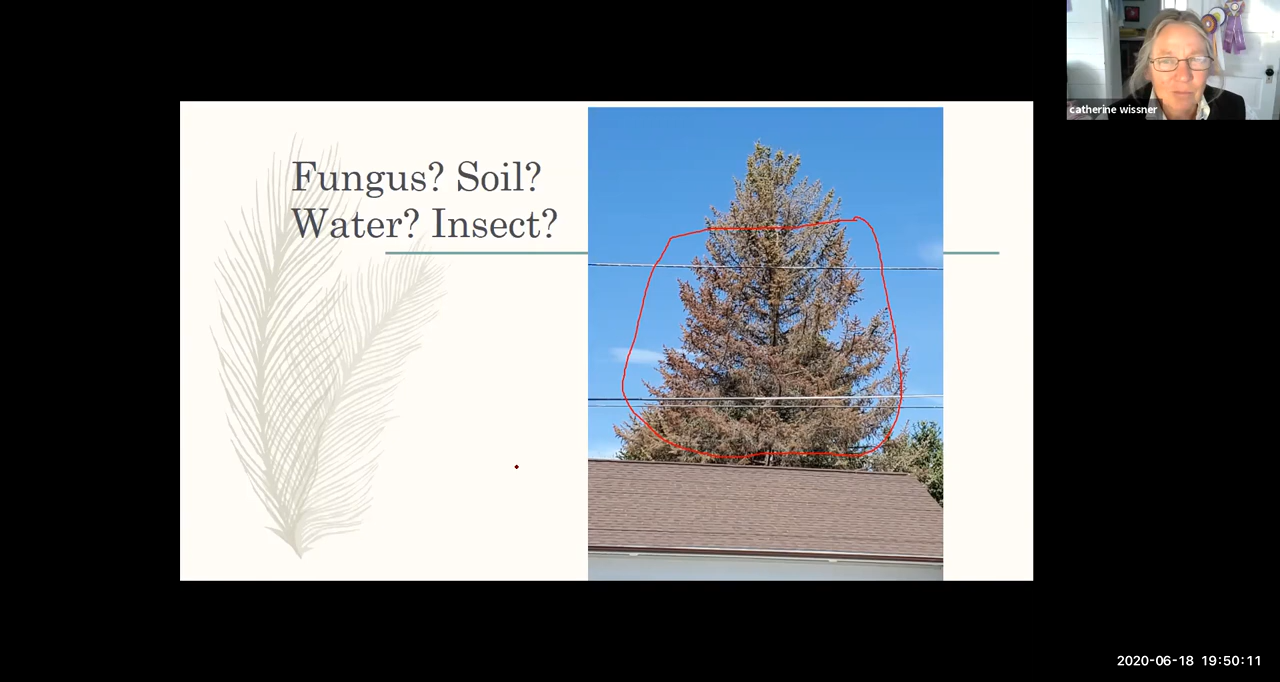 catherine wissner
Fungus? Soil?
Water? Insect?
2020-06-18 19:50:11